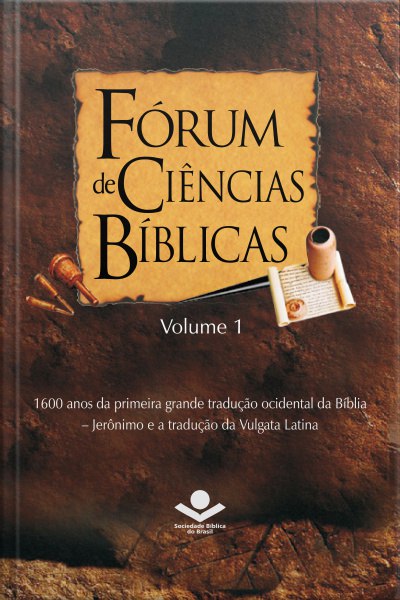 FÓRUM
de CIÊNCIAS
BÍBLICAS
Volume 1
1600 anos da primeira grande tradução ocidental da Bíblia
– Jerônimo e a tradução da Vulgata Latina
Sociedade Bíblica
do Brasil